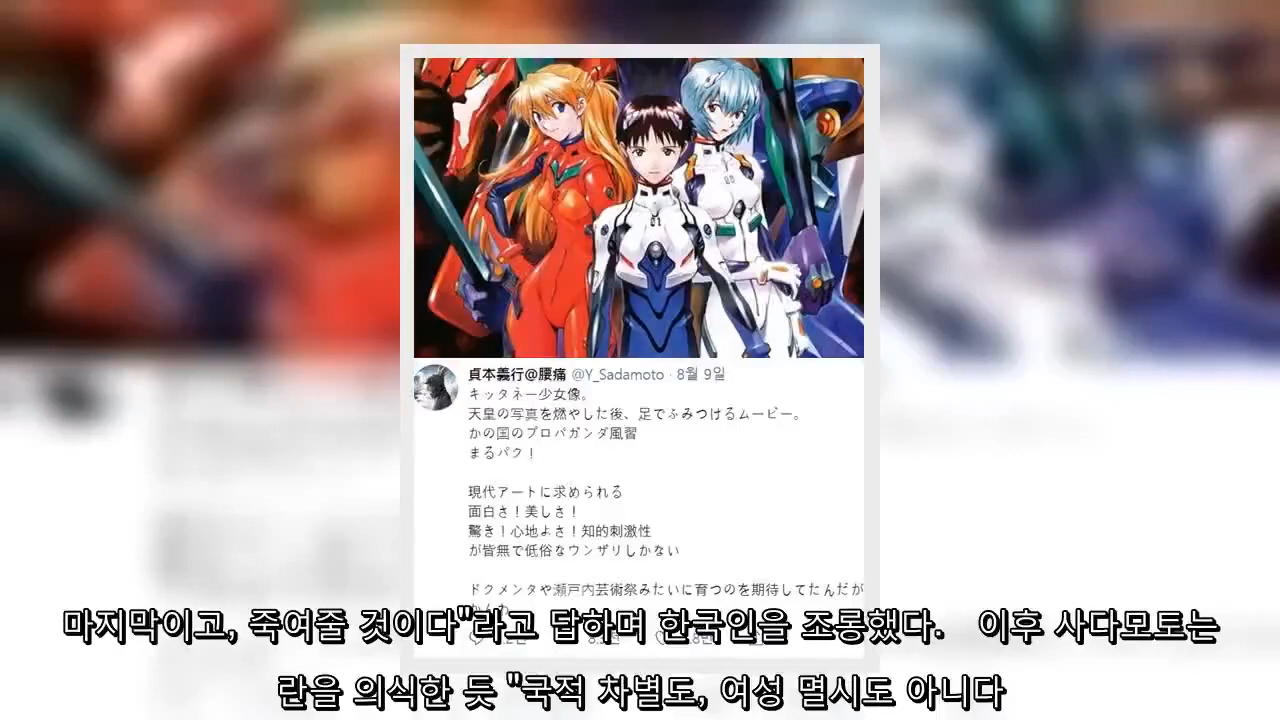 貞本義行@腰痛 @Y_Sadamoto · 8월 9일
キッタネー少女像。
天皇の写真を燃やした後、足でふみつけるムービー。
かの国のプロパガンダ風習
まるパク！
現代アートに求められる
面白さ！美しさ！
驚き！心地よさ！知的刺激性
が皆無で低俗なウンザリしかない
ドクメンタや瀬戸内芸術祭みたいに育つのを期待してたんだが
마지막이고, 죽여줄 것이다"라고 답하며 한국인을 조롱했다. 이후 사다모토는
란을 의식한 듯 "국적 차별도, 여성 멸시도 아니다